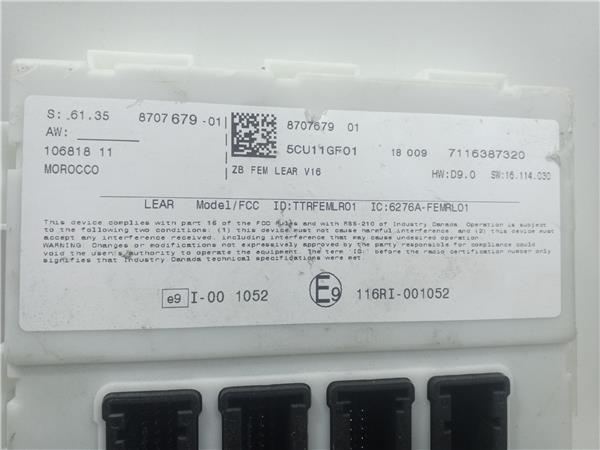 S: .61.35 8707679-01 8707679 01
AW:
5CU11GF01 18 009 7116387320
106818 11
MOROCCO ZB FEM LEAR V16 HW:D9.0 SW:16.114.030
LEAR Model/FCC ID:TTRFEMLR01 IC:6276A-FEMRL01
This device complies with part 15 of the FCC Rules and with RSS-210 of Industry Canada. Operation is subject
to the following two conditions: (1) this device must not cause harmful interference, and (2) this device must
accept any interference received, including interference that may cause undesired operation.
WARNING: Changes or modifications not expressively approved by the party responsible for compliance could
void the user's authority to operate the equipment. The term "IC:" before the radio certification number only
signifies that Industry Canada technical specifications were met.
e9 I-00 1052 E9 116RI-001052